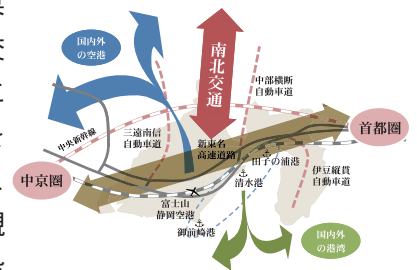 国内外
の空港
南北交通
中部横断
自動車道
中央新幹線
三遠南信
自動車道
新東名
高速道路
首都圏
田子の浦港
清水港
伊豆縦貫
自動車道
中京圏
富士山
静岡空港
御前崎港
国内外
の港湾